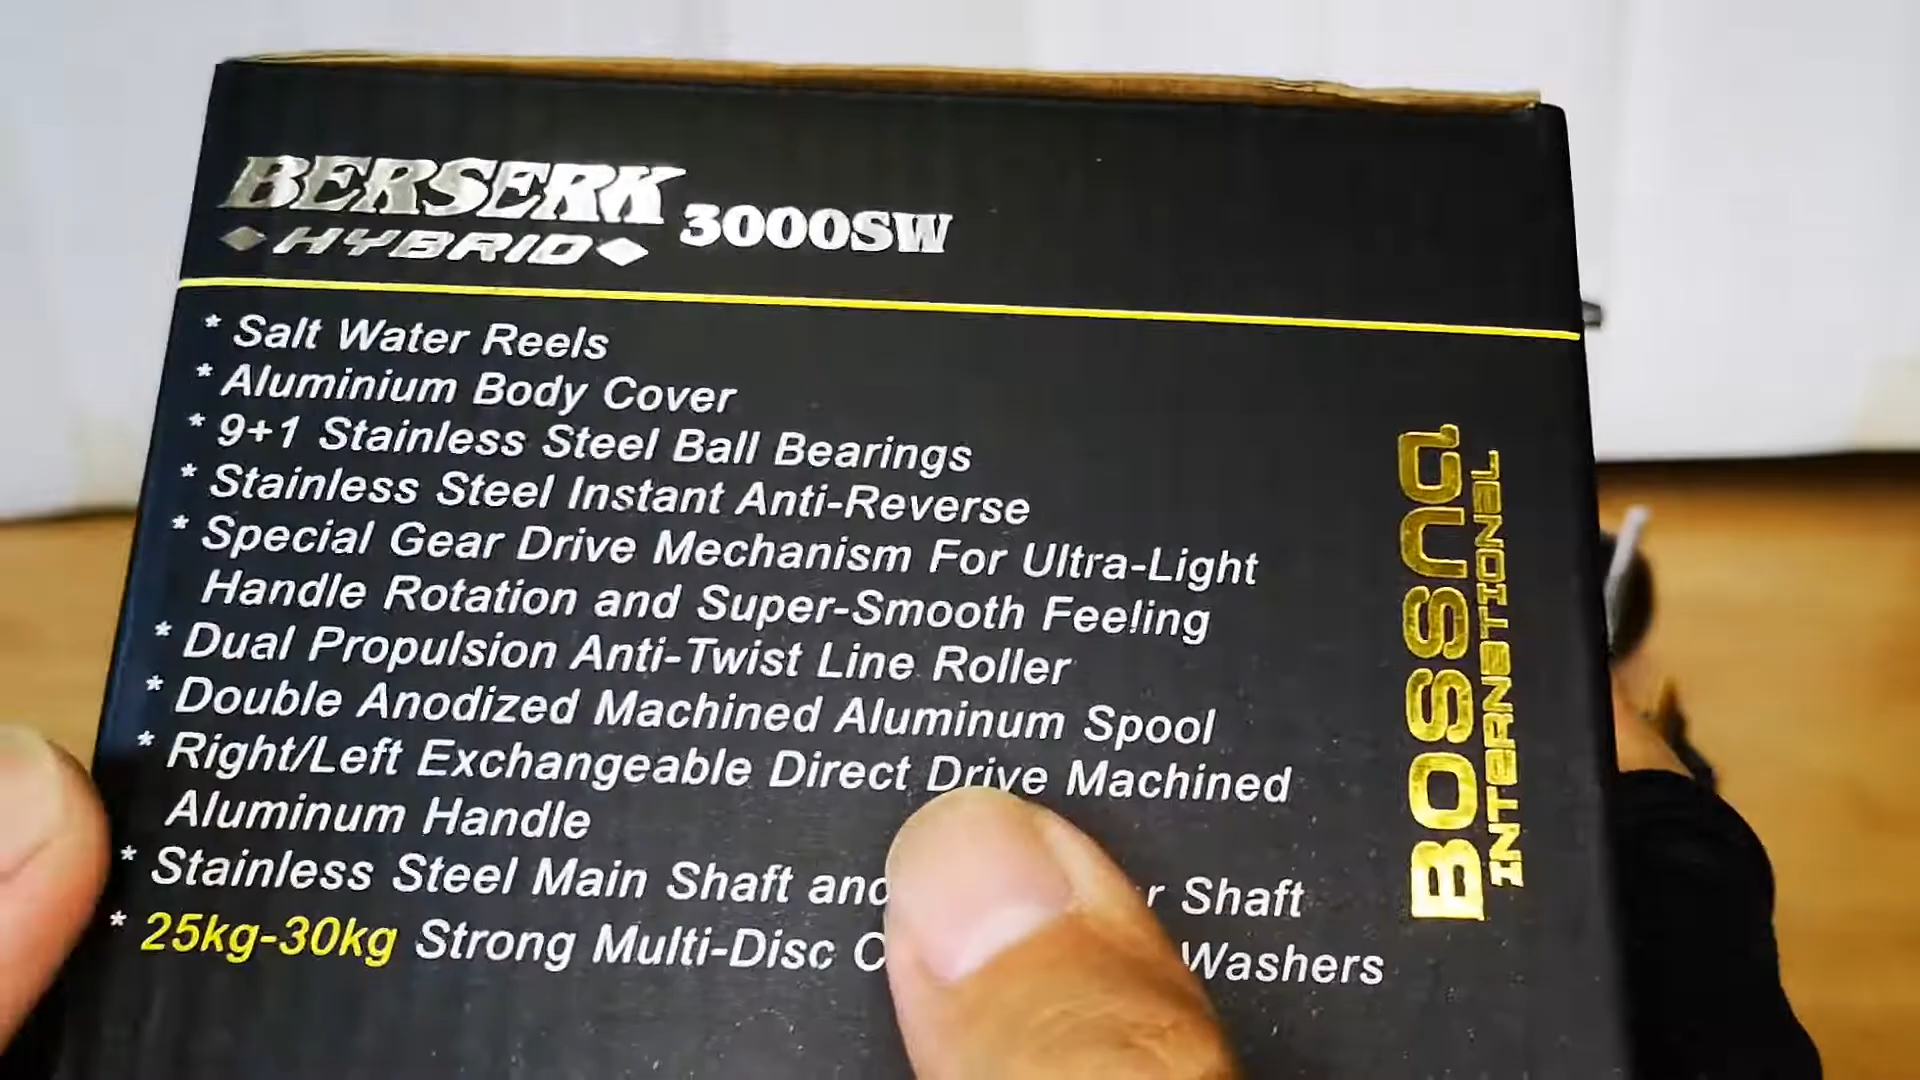 BERSERK
HYBRID
3000SW
* Salt Water Reels
* Aluminium Body Cover
* 9+1 Stainless Steel Ball Bearings
* Stainless Steel Instant Anti-Reverse
* Special Gear Drive Mechanism For Ultra-Light
Handle Rotation and Super-Smooth Feeling
* Dual Propulsion Anti-Twist Line Roller
* Double Anodized Machined Aluminum Spool
* Right/Left Exchangeable Direct Drive Machined
Aluminum Handle
* Stainless Steel Main Shaft and Shaft
* 25kg-30kg Strong Multi-Disc Washers
BOSSNA
INTERNATIONAL